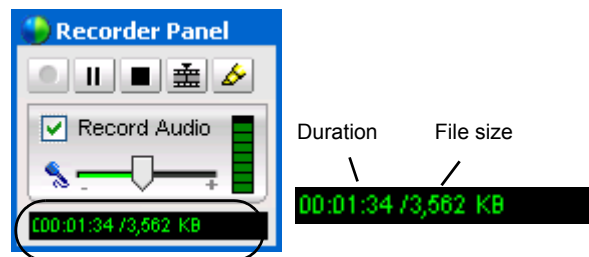 Recorder Panel
Record Audio
- +
00:01:34 /3,562 KB
Duration File size
00:01:34 /3,562 KB